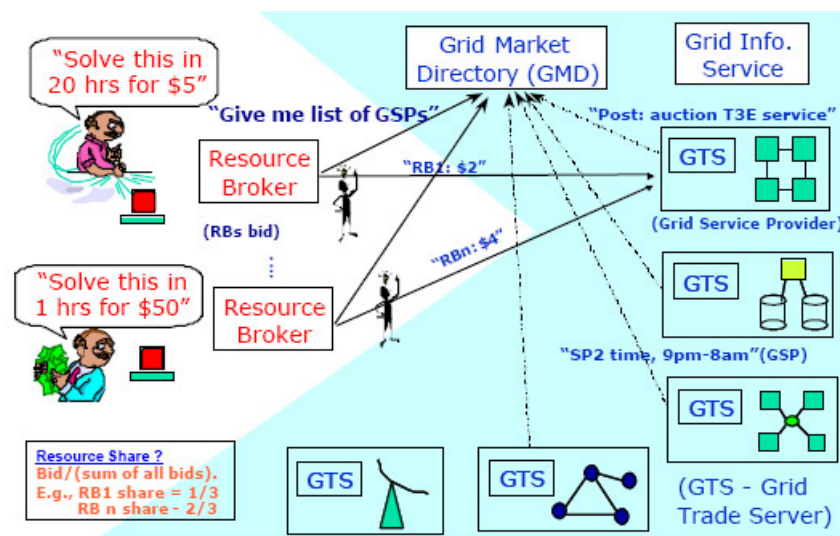 “Solve this in
20 hrs for $5”
Grid Market
Directory (GMD)
Grid Info.
Service
“Give me list of GSPs”
“Post: auction T3E service”
Resource
Broker
“RB1: $2”
GTS
(RBs bid)
(Grid Service Provider)
“RBn: $4”
“Solve this in
1 hrs for $50”
Resource
Broker
GTS
“SP2 time, 9pm-8am”(GSP)
GTS
Resource Share ?
Bid/(sum of all bids).
E.g., RB1 share = 1/3
RB n share - 2/3
GTS
GTS
(GTS - Grid
Trade Server)